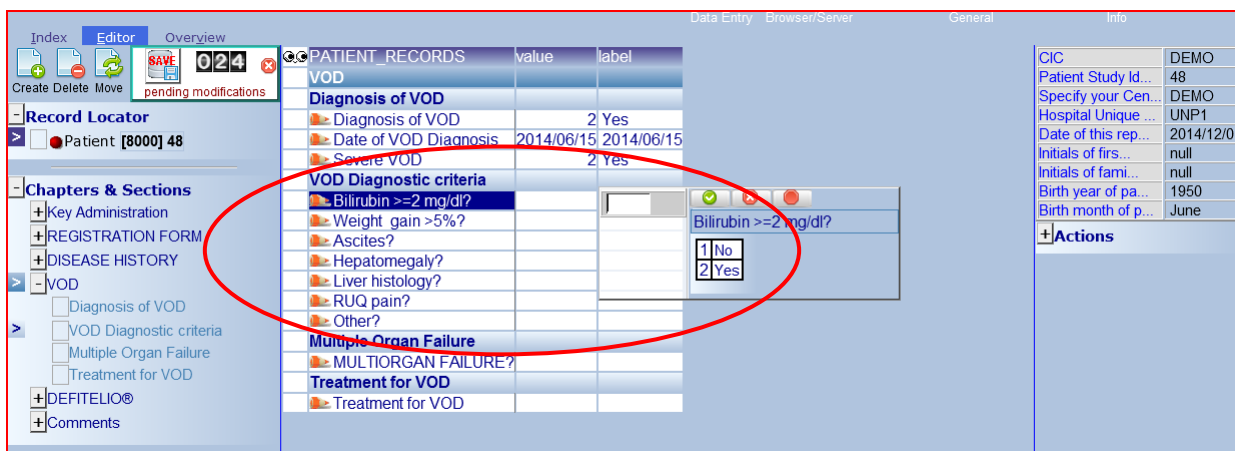 Data Entry Browser/Server General Info
Index Editor Overview
SAVE 024
Create Delete Move pending modifications
Record Locator
Patient [8000] 48
Chapters & Sections
Key Administration
REGISTRATION FORM
DISEASE HISTORY
VOD
Diagnosis of VOD
VOD Diagnostic criteria
Multiple Organ Failure
Treatment for VOD
DEFITELIO®
Comments
PATIENT_RECORDS value label
VOD
Diagnosis of VOD
Diagnosis of VOD 2 Yes
Date of VOD Diagnosis 2014/06/15 2014/06/15
Severe VOD 2 Yes
VOD Diagnostic criteria
Bilirubin >=2 mg/dl?
Weight gain >5%?
Ascites?
Hepatomegaly?
Liver histology?
RUQ pain?
Other?
Multiple Organ Failure
MULTIORGAN FAILURE?
Treatment for VOD
Treatment for VOD
Bilirubin >=2 mg/dl?
1 No
2 Yes
CIC DEMO
Patient Study Id... 48
Specify your Cen... DEMO
Hospital Unique ... UNP1
Date of this rep... 2014/12/0
Initials of firs... null
Initials of fami... null
Birth year of pa... 1950
Birth month of p... June
Actions